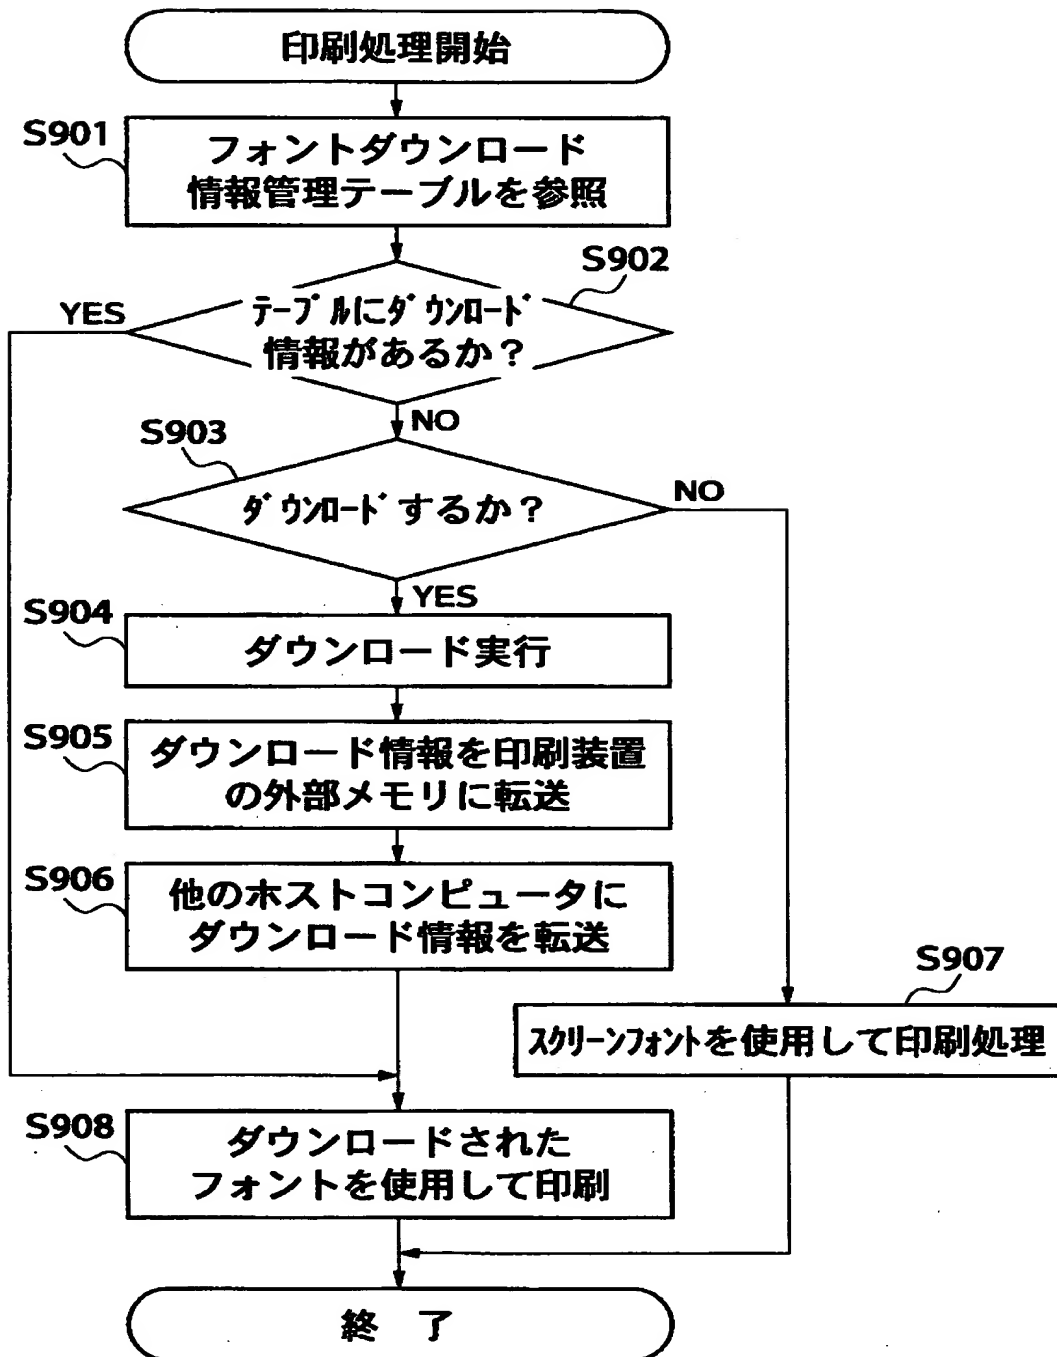 印刷処理開始
S901
フォントダウンロード
情報管理テーブルを参照
S902
YES
テーブルにダウンロード
情報があるか？
NO
S903
ダウンロードするか？
NO
YES
S904
ダウンロード実行
S905
ダウンロード情報を印刷装置
の外部メモリに転送
S906
他のホストコンピュータに
ダウンロード情報を転送
S907
スクリーンフォントを使用して印刷処理
S908
ダウンロードされた
フォントを使用して印刷
終　了